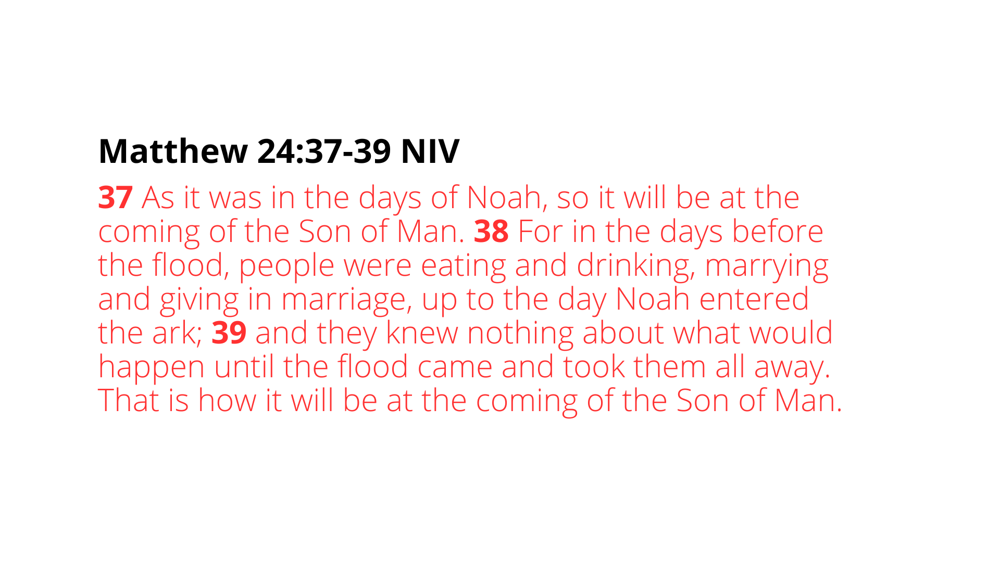 Matthew 24:37-39 NIV
37 As it was in the days of Noah, so it will be at the
coming of the Son of Man. 38 For in the days before
the flood, people were eating and drinking, marrying
and giving in marriage, up to the day Noah entered
the ark; 39 and they knew nothing about what would
happen until the flood came and took them all away.
That is how it will be at the coming of the Son of Man.